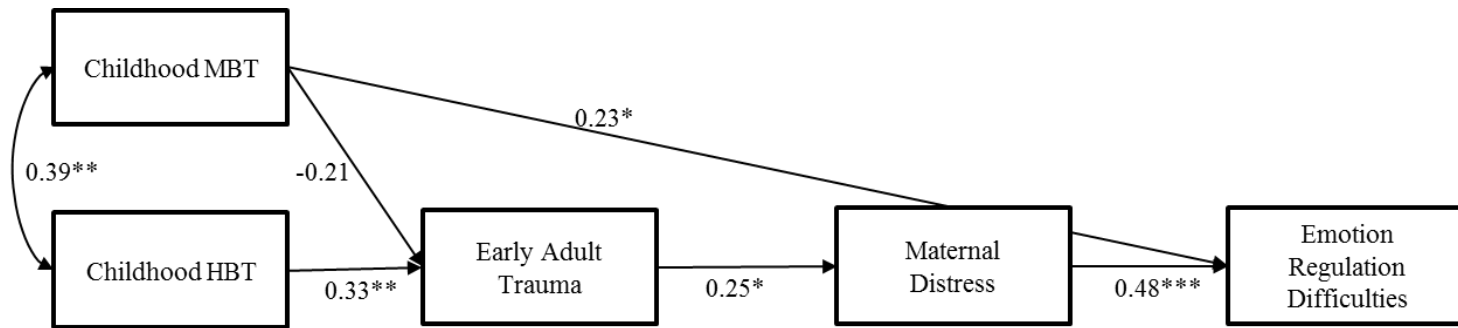 Childhood MBT
0.23*
0.39**
-0.21
Childhood HBT
0.33**
Early Adult
Trauma
0.25*
Maternal
Distress
0.48***
Emotion
Regulation
Difficulties